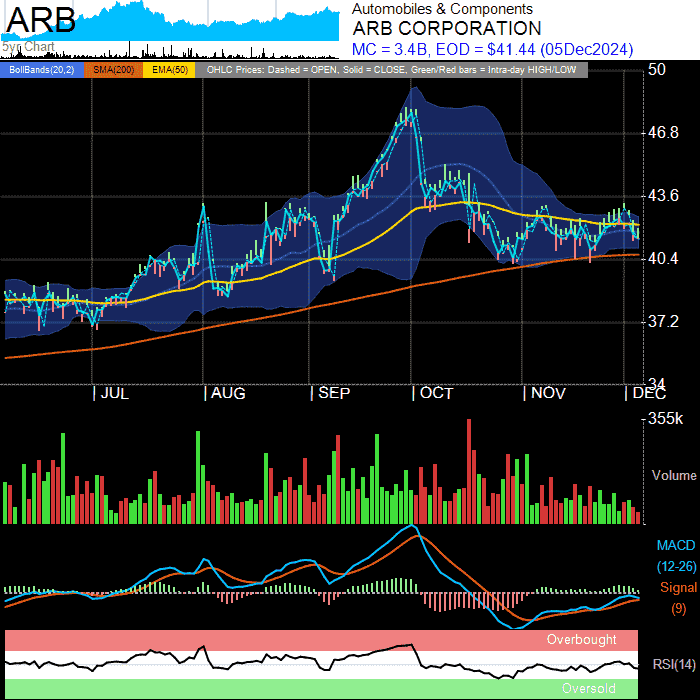 ARB
5yr Chart
Automobiles & Components
ARB CORPORATION
MC = 3.4B, EOD = $41.44 (05Dec2024)
BollBands(20,2) SMA(200) EMA(50) OHLC Prices: Dashed = OPEN, Solid = CLOSE, Green/Red bars = Intra-day HIGH/LOW
50
46.8
43.6
40.4
37.2
34
| JUL | AUG | SEP | OCT | NOV | DEC
355k
Volume
MACD
(12-26)
Signal
(9)
Overbought
RSI(14)
Oversold